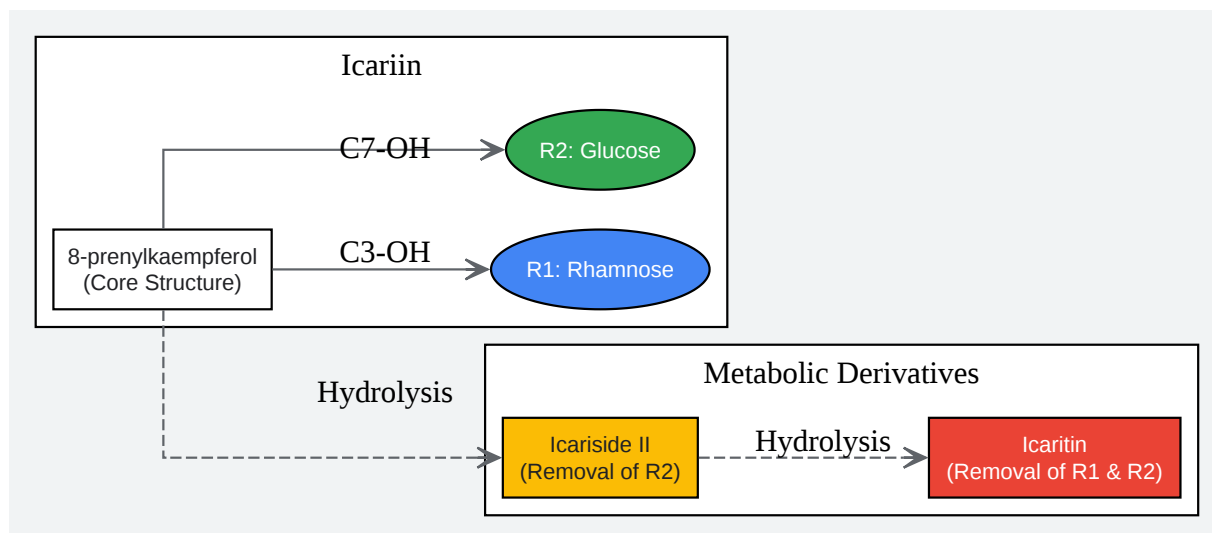 Icariin
C7-OH
R2: Glucose
8-prenylkaempferol
(Core Structure)
C3-OH
R1: Rhamnose
Hydrolysis
Metabolic Derivatives
Icariside II
(Removal of R2)
Hydrolysis
Icaritin
(Removal of R1 & R2)